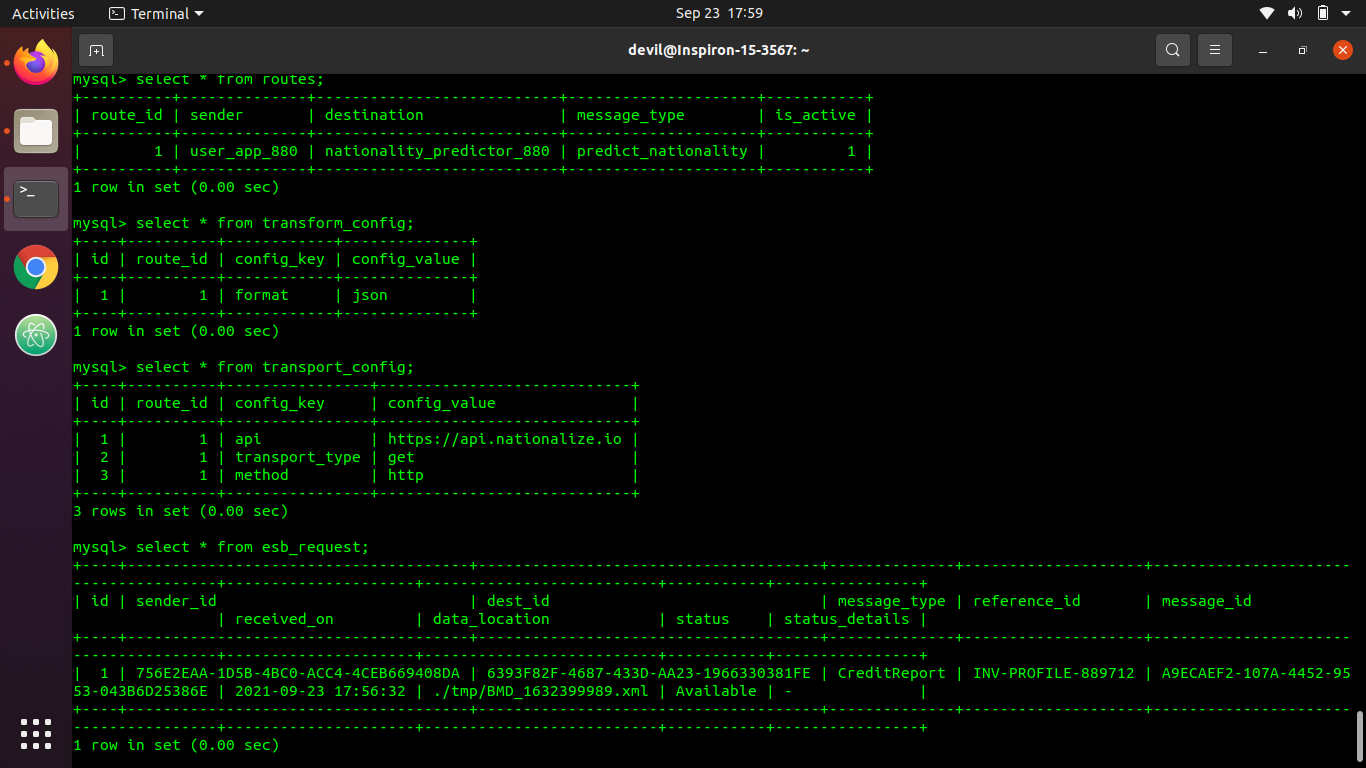 Activities Terminal Sep 23 17:59
devil@Inspiron-15-3567: ~
mysql> select * from routes;
+----------+--------------+---------------------------+---------------------+-----------+
| route_id | sender       | destination               | message_type        | is_active |
+----------+--------------+---------------------------+---------------------+-----------+
|        1 | user_app_880 | nationality_predictor_880 | predict_nationality |         1 |
+----------+--------------+---------------------------+---------------------+-----------+
1 row in set (0.00 sec)
mysql> select * from transform_config;
+----+----------+------------+--------------+
| id | route_id | config_key | config_value |
+----+----------+------------+--------------+
|  1 |        1 | format     | json         |
+----+----------+------------+--------------+
1 row in set (0.00 sec)
mysql> select * from transport_config;
+----+----------+----------------+----------------------------+
| id | route_id | config_key     | config_value               |
+----+----------+----------------+----------------------------+
|  1 |        1 | api            | https://api.nationalize.io |
|  2 |        1 | transport_type | get                        |
|  3 |        1 | method         | http                       |
+----+----------+----------------+----------------------------+
3 rows in set (0.00 sec)
mysql> select * from esb_request;
+----+--------------------------------------+--------------------------------------+--------------+--------------------+----------------------
----------------+---------------------+--------------------------+-----------+----------------+
| id | sender_id                            | dest_id                              | message_type | reference_id       | message_id
                | received_on         | data_location            | status    | status_details |
+----+--------------------------------------+--------------------------------------+--------------+--------------------+----------------------
----------------+---------------------+--------------------------+-----------+----------------+
|  1 | 756E2EAA-1D5B-4BC0-ACC4-4CEB669408DA | 6393F82F-4687-433D-AA23-1966330381FE | CreditReport | INV-PROFILE-889712 | A9ECAEF2-107A-4452-95
53-043B6D25386E | 2021-09-23 17:56:32 | ./tmp/BMD_1632399989.xml | Available | -              |
+----+--------------------------------------+--------------------------------------+--------------+--------------------+----------------------
----------------+---------------------+--------------------------+-----------+----------------+
1 row in set (0.00 sec)